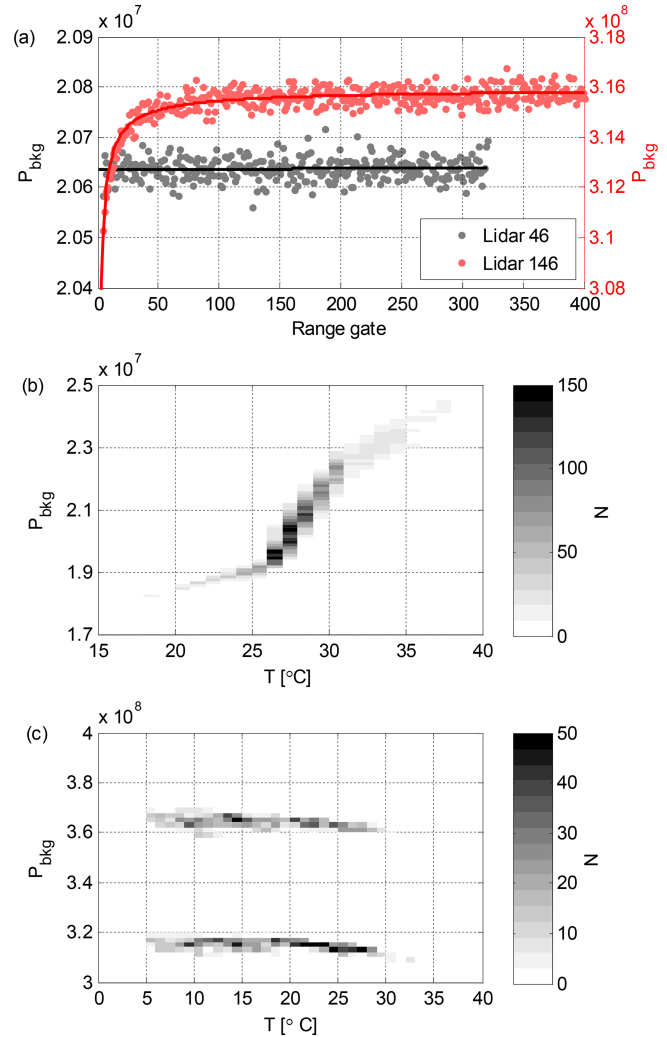 (a)
x 10^7
x 10^8
2.09
2.08
2.07
2.06
2.05
2.04
P_bkg
3.18
3.16
3.14
3.12
3.1
3.08
P_bkg
Lidar 46
Lidar 146
0 50 100 150 200 250 300 350 400
Range gate
(b)
x 10^7
2.5
2.3
2.1
1.9
1.7
P_bkg
15 20 25 30 35 40
T [°C]
150
100
50
0
N
(c)
x 10^8
4
3.8
3.6
3.4
3.2
3
P_bkg
0 5 10 15 20 25 30 35 40
T [° C]
50
40
30
20
10
0
N